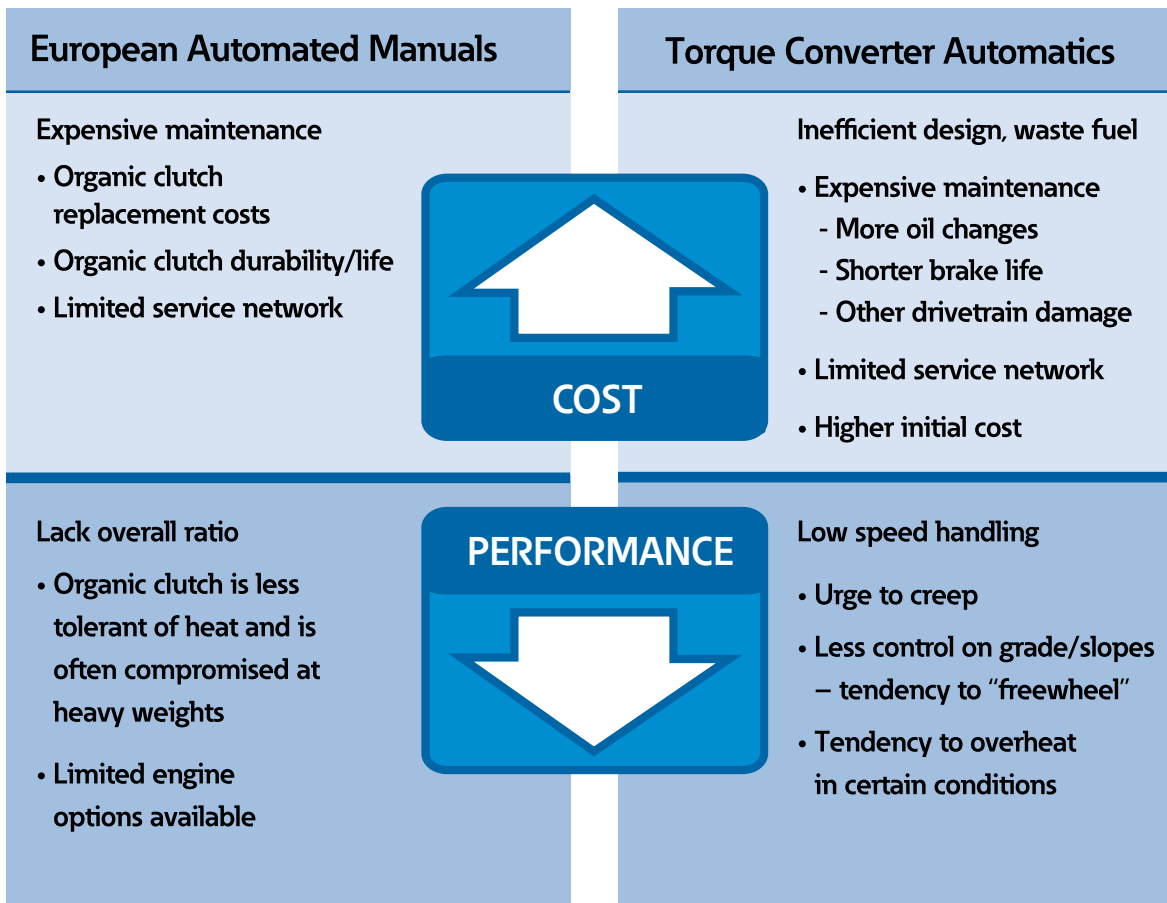 European Automated Manuals
Expensive maintenance
• Organic clutch
replacement costs
• Organic clutch durability/life
• Limited service network
Torque Converter Automatics
Inefficient design, waste fuel
• Expensive maintenance
- More oil changes
- Shorter brake life
- Other drivetrain damage
• Limited service network
• Higher initial cost
COST
PERFORMANCE
Lack overall ratio
• Organic clutch is less
tolerant of heat and is
often compromised at
heavy weights
• Limited engine
options available
Low speed handling
• Urge to creep
• Less control on grade/slopes
– tendency to “freewheel”
• Tendency to overheat
in certain conditions